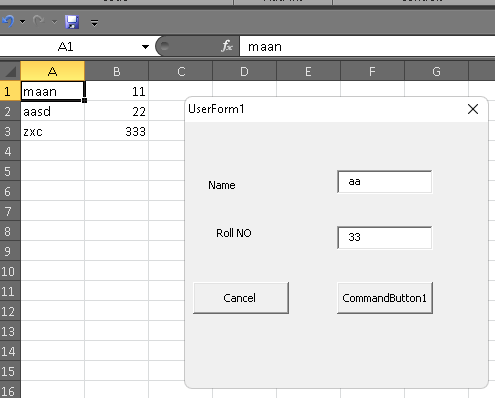 A1 fx maan
A B C D E F G
1 maan 11
2 aasd 22
3 zxc 333
4
5
6
7
8
9
10
11
12
13
14
15
16
UserForm1
Name aa
Roll NO 33
Cancel CommandButton1